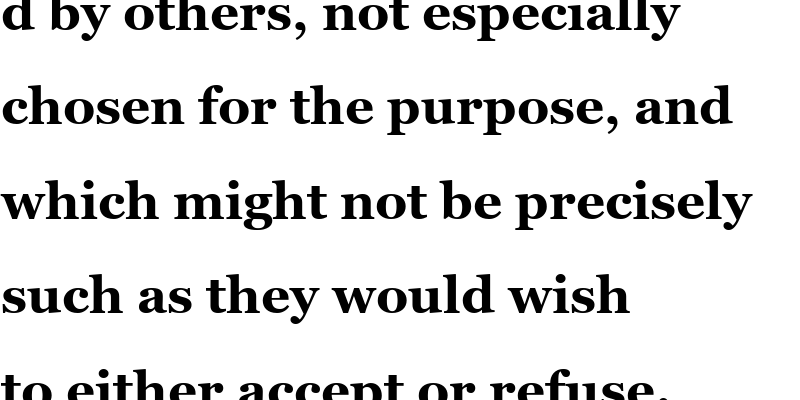 d by others, not especially
chosen for the purpose, and
which might not be precisely
such as they would wish
to either accept or refuse.